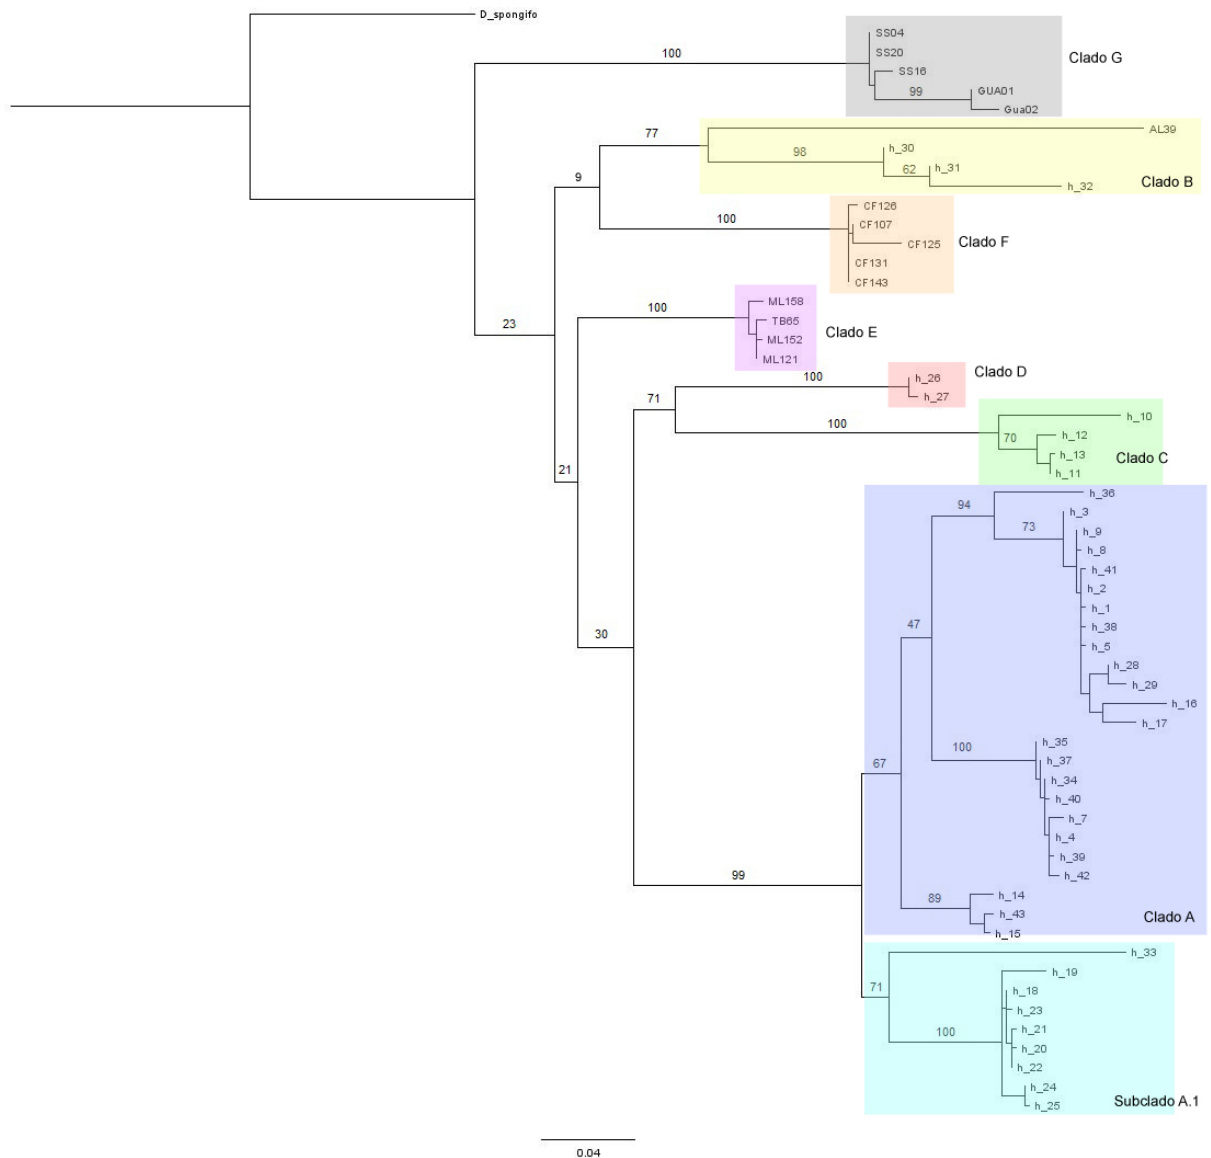 D_spongifo
SS04
100
SS20
Clado G
SS16
99
GUA01
Gua02
AL39
77
h_30
98
h_31
62
h_32
Clado B
9
CF126
100
CF107
CF125
Clado F
CF131
CF143
ML158
100
TB65
23
Clado E
ML152
ML121
Clado D
100
h_26
h_27
71
h_10
100
70
h_12
h_13
Clado C
h_11
21
h_36
94
h_3
73
h_9
h_8
h_41
h_2
h_1
47
h_38
30
h_5
h_28
h_29
h_16
h_17
h_35
100
h_37
67
h_34
h_40
h_7
h_4
h_39
99
h_42
89
h_14
h_43
Clado A
h_15
h_33
h_19
71
h_18
h_23
100
h_21
h_20
h_22
h_24
Subclado A.1
h_25
0.04